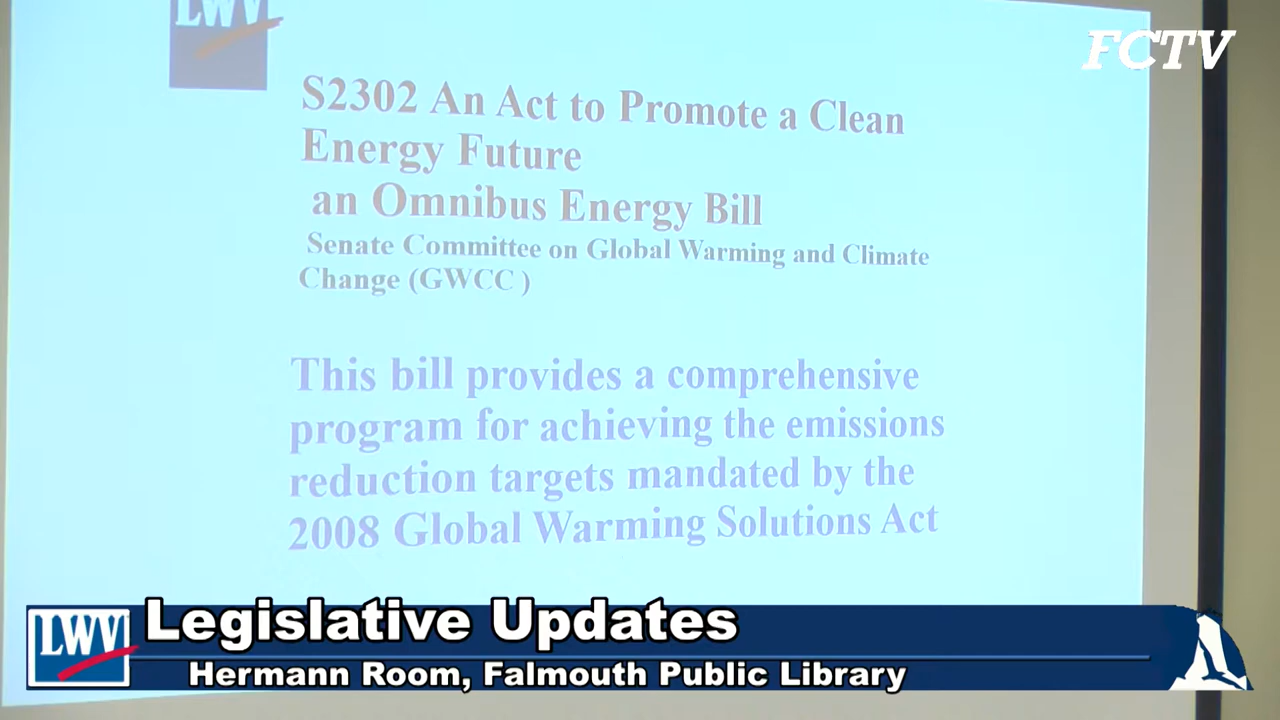 LWV
FCTV
S2302 An Act to Promote a Clean
Energy Future
an Omnibus Energy Bill
Senate Committee on Global Warming and Climate
Change (GWCC )
This bill provides a comprehensive
program for achieving the emissions
reduction targets mandated by the
2008 Global Warming Solutions Act
LWV
Legislative Updates
Hermann Room, Falmouth Public Library